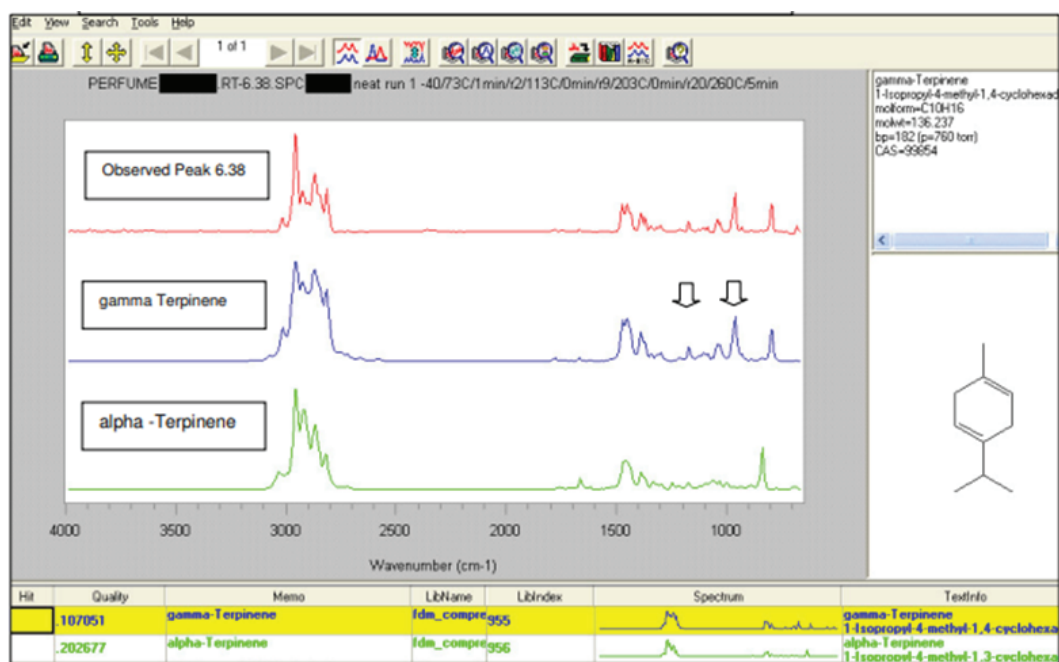 Edit View Search Tools Help
1 of 1
PERFUME RT-6.38.SPC neat run 1 -40/73C/1min/r2/113C/0min/r9/203C/0min/r20/260C/5min
gamma-Terpinene
1-Isopropyl-4-methyl-1,4-cyclohexad
molform=C10H16
molwt=136.237
bp=182 (p=760 torr)
CAS=99854
Observed Peak 6.38
gamma Terpinene
alpha -Terpinene
4000 3000 2000 1500 1000
Wavenumber (cm-1)
Hit Quality Memo LibName LibIndex Spectrum TextInfo
.107051 gamma-Terpinene fdm_compre 955 gamma-Terpinene
1-Isopropyl-4-methyl-1,4-cyclohexa
.202677 alpha-Terpinene fdm_compre 956 alpha-Terpinene
1-Isopropyl-4-methyl-1,3-cyclohexa